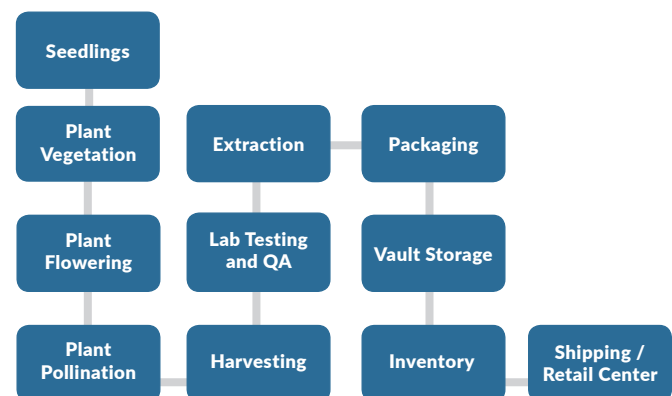 Seedlings
Plant
Vegetation
Plant
Flowering
Plant
Pollination
Harvesting
Lab Testing
and QA
Extraction
Packaging
Vault Storage
Inventory
Shipping /
Retail Center